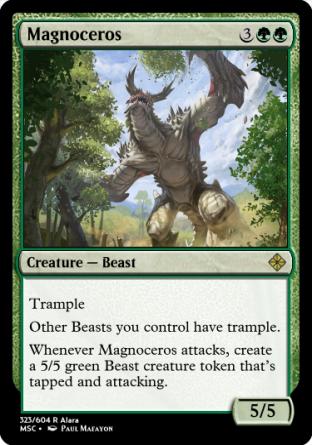 Magnoceros 3
Creature — Beast
Trample
Other Beasts you control have trample.
Whenever Magnoceros attacks, create
a 5/5 green Beast creature token that's
tapped and attacking.
323/604 R Alara
MSC • Paul Mafayon
5/5